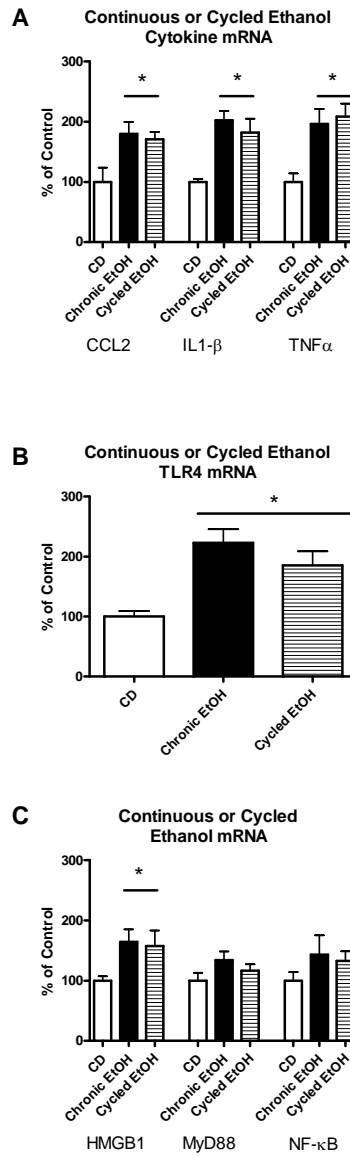 A
Continuous or Cycled Ethanol
Cytokine mRNA
% of Control
300
200
100
0
*
*
*
CD
Chronic EtOH
Cycled EtOH
CD
Chronic EtOH
Cycled EtOH
CD
Chronic EtOH
Cycled EtOH
CCL2
IL1-β
TNFα
B
Continuous or Cycled Ethanol
TLR4 mRNA
% of Control
300
200
100
0
*
CD
Chronic EtOH
Cycled EtOH
C
Continuous or Cycled
Ethanol mRNA
% of Control
300
200
100
0
*
CD
Chronic EtOH
Cycled EtOH
CD
Chronic EtOH
Cycled EtOH
CD
Chronic EtOH
Cycled EtOH
HMGB1
MyD88
NF-κB